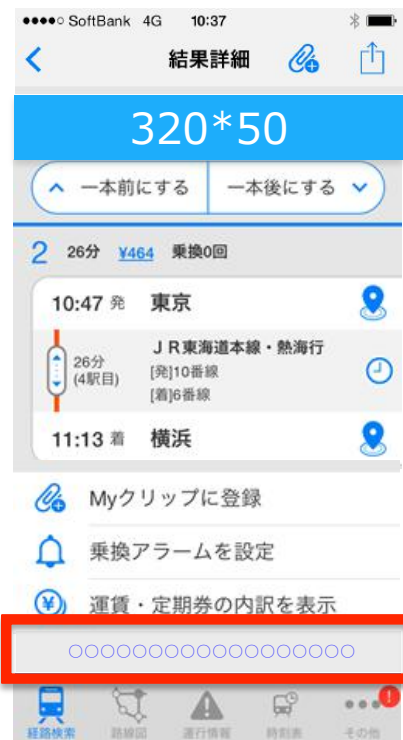 SoftBank 4G 10:37
結果詳細
320*50
一本前にする 一本後にする
2 26分 ¥464 乗換0回
10:47 発 東京
JR東海道本線・熱海行
26分
[発]10番線
(4駅目)
[着]6番線
11:13 着 横浜
Myクリップに登録
乗換アラームを設定
運賃・定期券の内訳を表示
○○○○○○○○○○○○○○○○○○
経路検索 路線図 運行情報 時刻表 その他